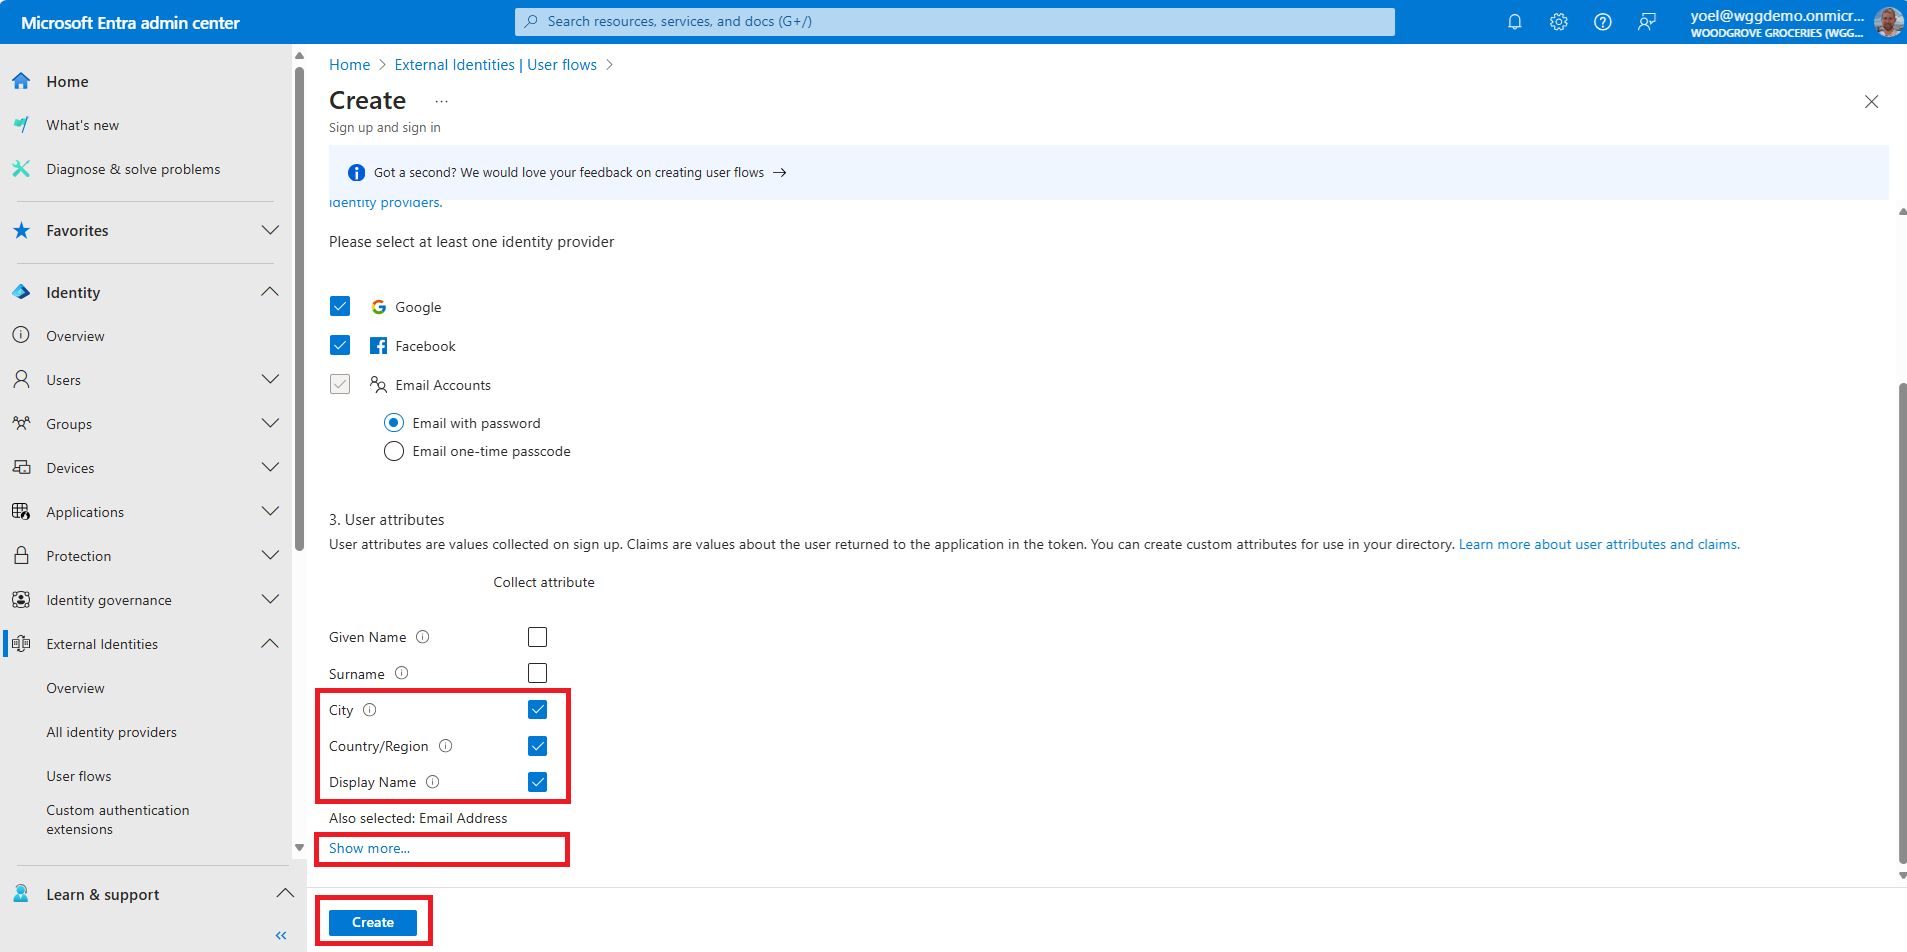 Microsoft Entra admin center
Search resources, services, and docs (G+/)
yoel@wggdemo.onmicr...
WOODGROVE GROCERIES (WGG...
Home
What's new
Diagnose & solve problems
Favorites
Identity
Overview
Users
Groups
Devices
Applications
Protection
Identity governance
External Identities
Overview
All identity providers
User flows
Custom authentication
extensions
Learn & support
Home > External Identities | User flows >
Create ...
Sign up and sign in
Got a second? We would love your feedback on creating user flows →
identity providers.
Please select at least one identity provider
Google
Facebook
Email Accounts
Email with password
Email one-time passcode
3. User attributes
User attributes are values collected on sign up. Claims are values about the user returned to the application in the token. You can create custom attributes for use in your directory. Learn more about user attributes and claims.
Collect attribute
Given Name
Surname
City
Country/Region
Display Name
Also selected: Email Address
Show more...
Create